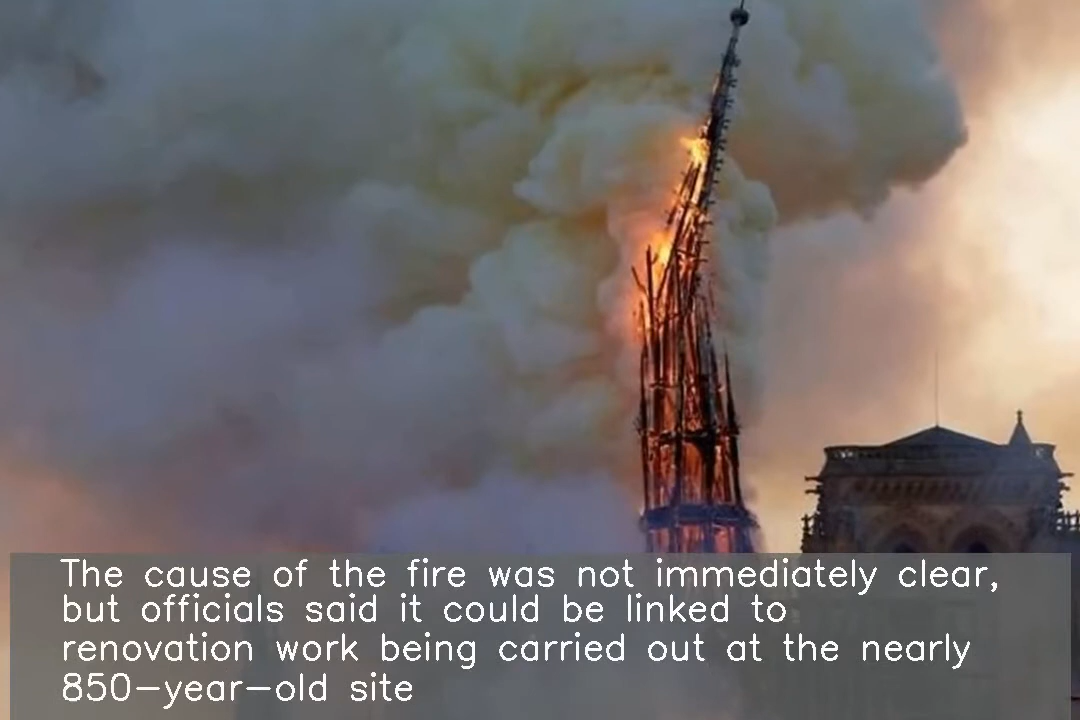 The cause of the fire was not immediately clear,
but officials said it could be linked to
renovation work being carried out at the nearly
850-year-old site